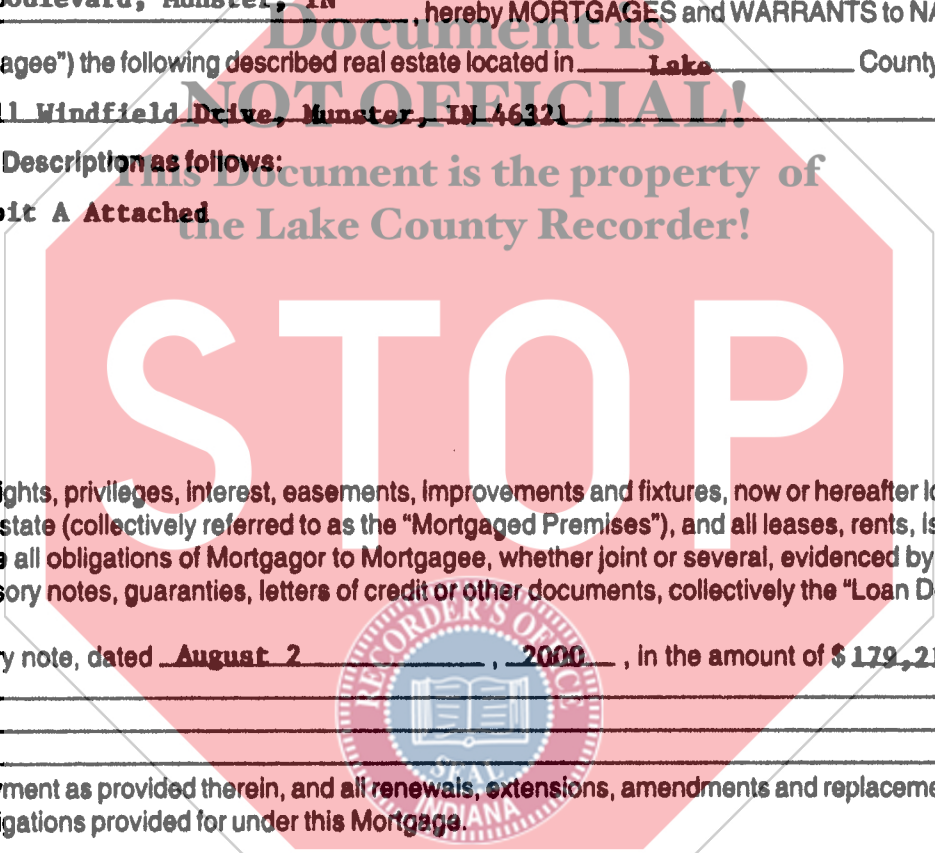 oulevard, Munster, IN , hereby MORTGAGES and WARRANTS to NA
Document is
agee") the following described real estate located in Lake County
NOT OFFICIAL!
11 Windfield Drive, Munster, IN 46321
Description as follows:
This Document is the property of
it A Attached
the Lake County Recorder!
STOP
ights, privileges, interest, easements, improvements and fixtures, now or hereafter lo
state (collectively referred to as the "Mortgaged Premises"), and all leases, rents, is
all obligations of Mortgagor to Mortgagee, whether joint or several, evidenced by
sory notes, guaranties, letters of credit or other documents, collectively the "Loan D
RECORDER'S OFFICE
y note, dated August 2 , 2000 , in the amount of $ 179,21
SEAL
yment as provided therein, and all renewals, extensions, amendments and replaceme
INDIANA
igations provided for under this Mortgage.